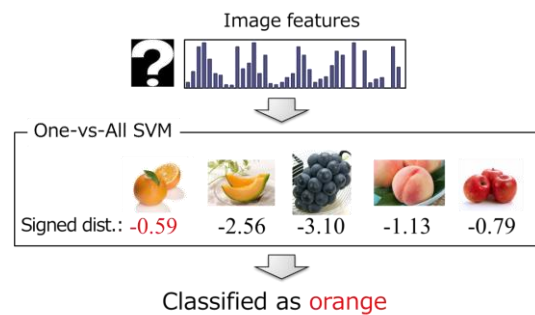 Image features
?
One-vs-All SVM
Signed dist.: -0.59 -2.56 -3.10 -1.13 -0.79
Classified as orange